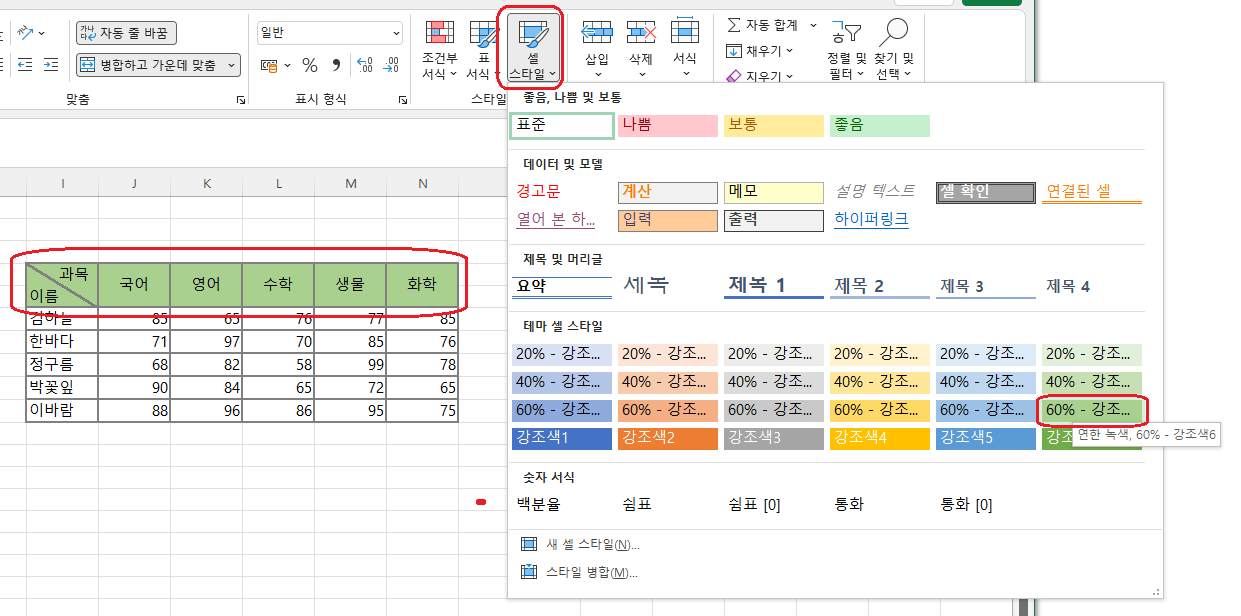 자동 줄 바꿈
병합하고 가운데 맞춤
맞춤
일반
%
표시 형식
조건부
서식
표
서식
셀
스타일
스타일
삽입
삭제
서식
자동 합계
채우기
지우기
정렬 및
필터
찾기 및
선택
좋음, 나쁨 및 보통
표준 나쁨 보통 좋음
데이터 및 모델
경고문 계산 메모 설명 텍스트 셀 확인 연결된 셀
열어 본 하... 입력 출력 하이퍼링크
제목 및 머리글
요약 제목 제목 1 제목 2 제목 3 제목 4
테마 셀 스타일
20% - 강조... 20% - 강조... 20% - 강조... 20% - 강조... 20% - 강조... 20% - 강조...
40% - 강조... 40% - 강조... 40% - 강조... 40% - 강조... 40% - 강조... 40% - 강조...
60% - 강조... 60% - 강조... 60% - 강조... 60% - 강조... 60% - 강조... 60% - 강조...
강조색1 강조색2 강조색3 강조색4 강조색5
연한 녹색, 60% - 강조색6
숫자 서식
백분율 쉼표 쉼표 [0] 통화 통화 [0]
새 셀 스타일(N)...
스타일 병합(M)...
I J K L M N
과목
이름
국어 영어 수학 생물 화학
김하늘 85 65 76 77 85
한바다 71 97 70 85 76
정구름 68 82 58 99 78
박꽃잎 90 84 65 72 65
이바람 88 96 86 95 75